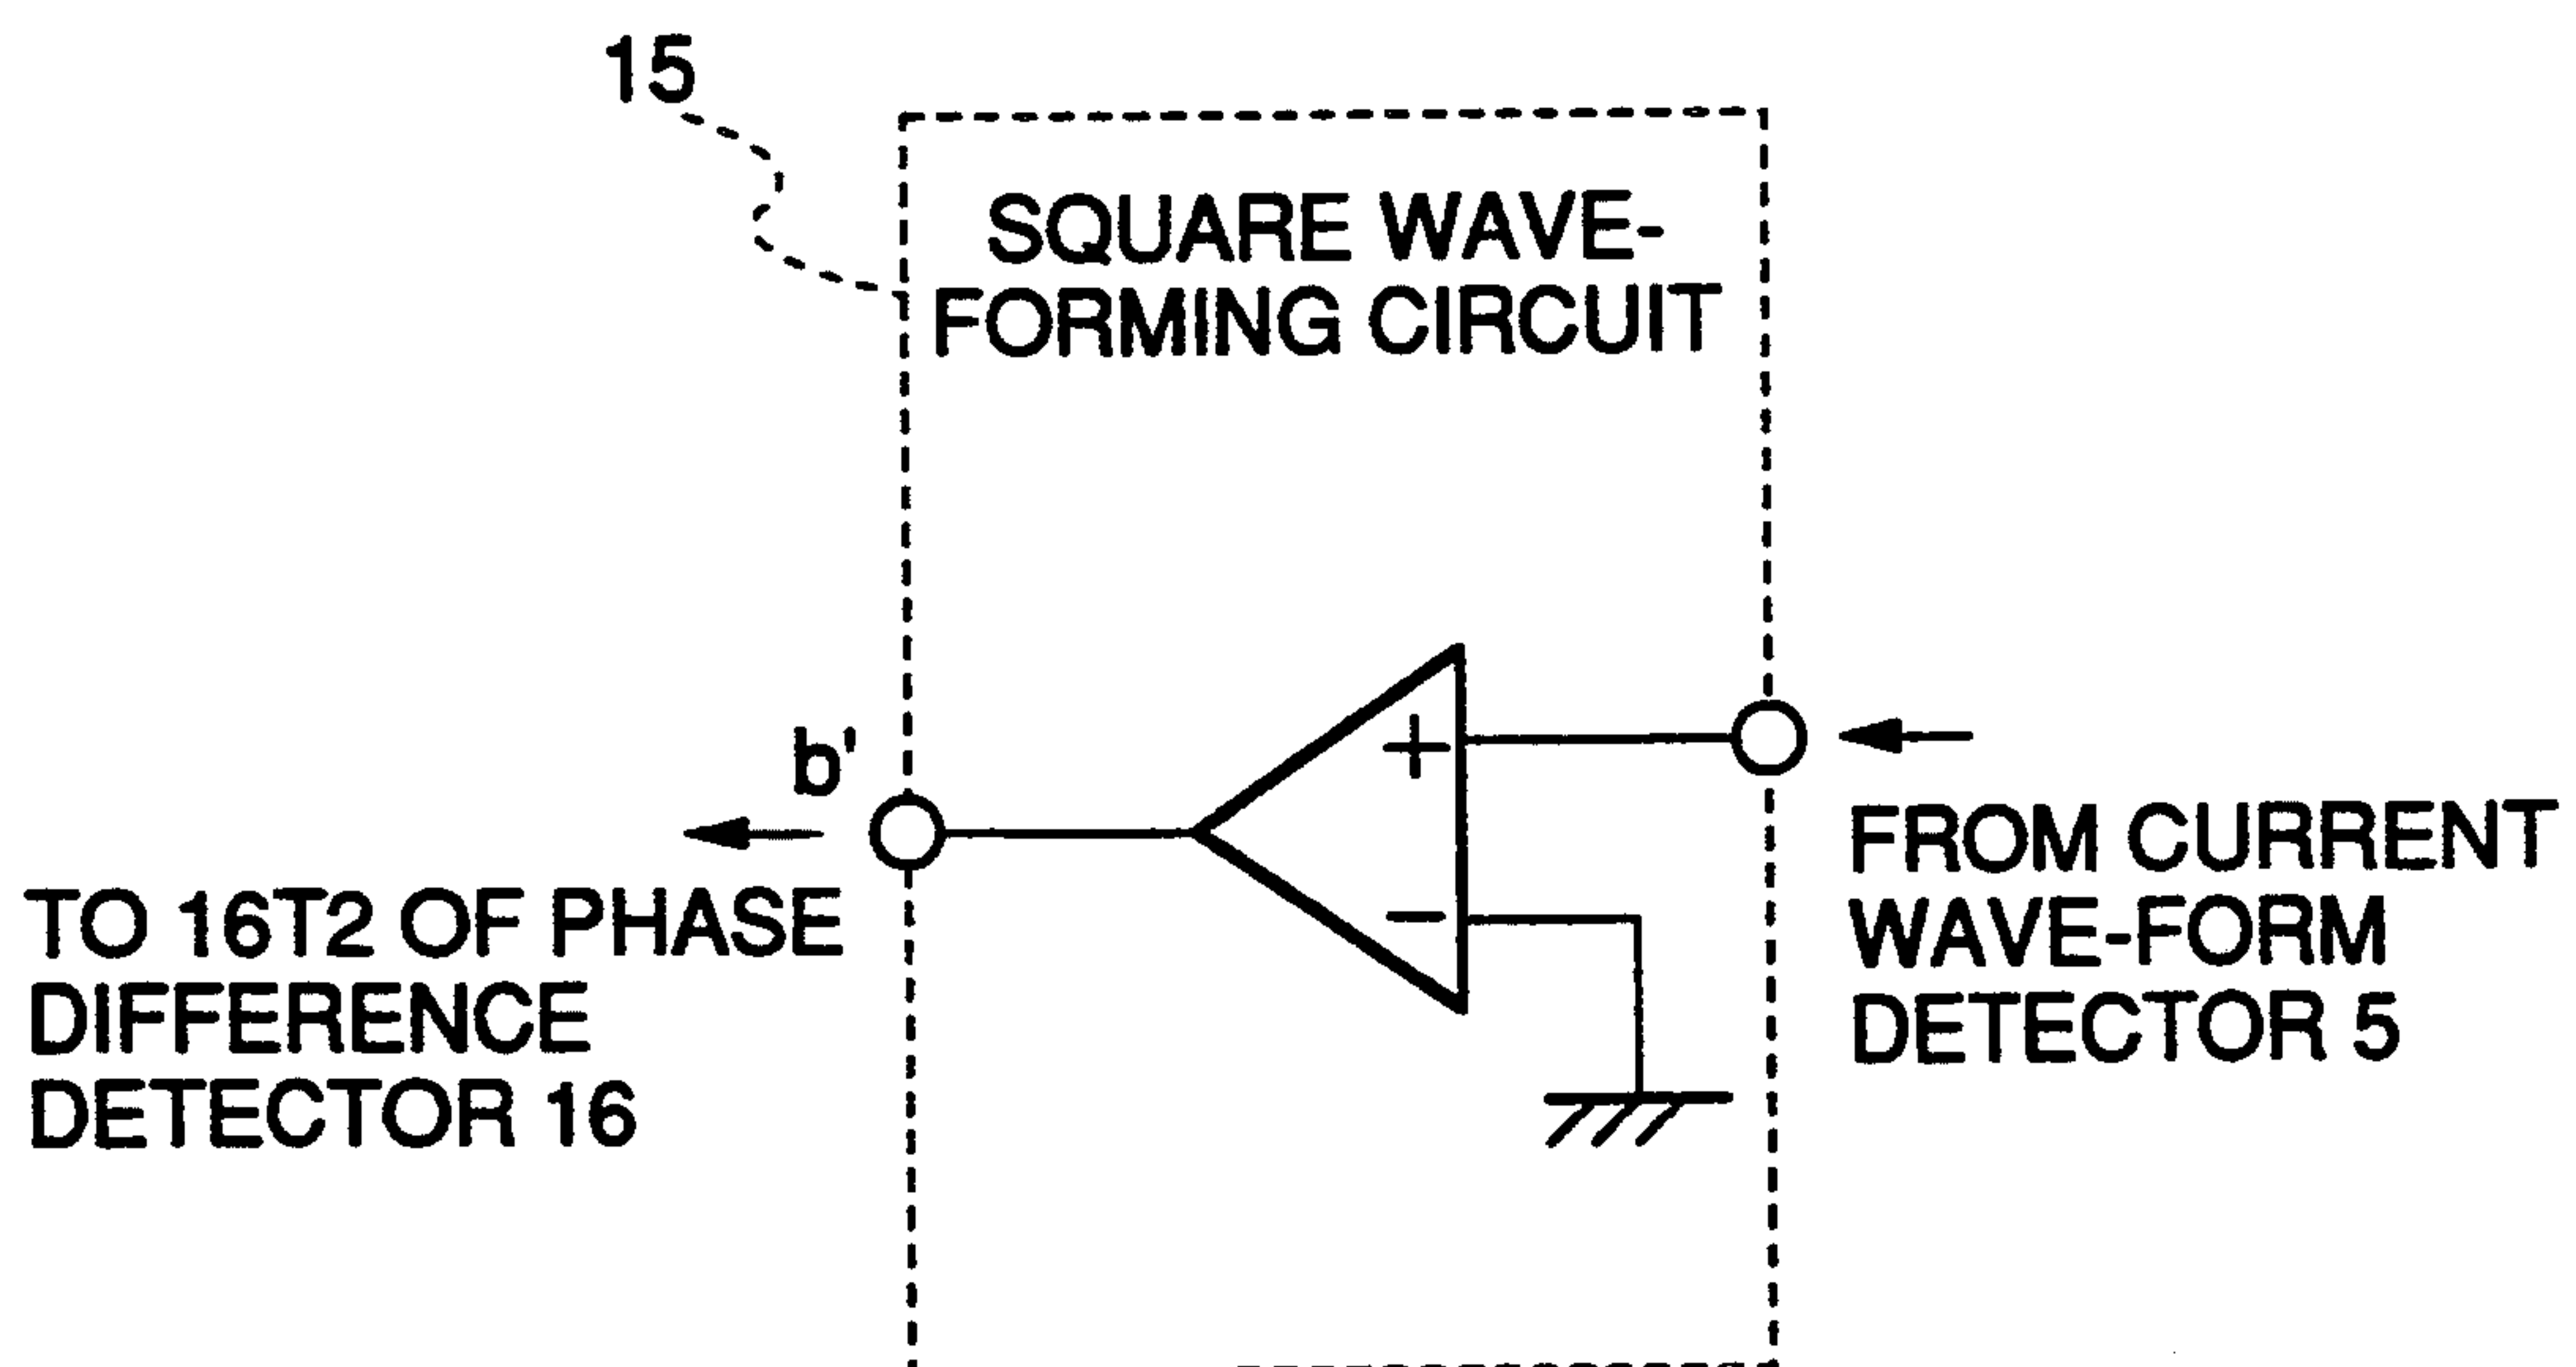 15
SQUARE WAVE-
FORMING CIRCUIT
+
b'
FROM CURRENT
WAVE-FORM
DETECTOR 5
−
TO 16T2 OF PHASE
DIFFERENCE
DETECTOR 16